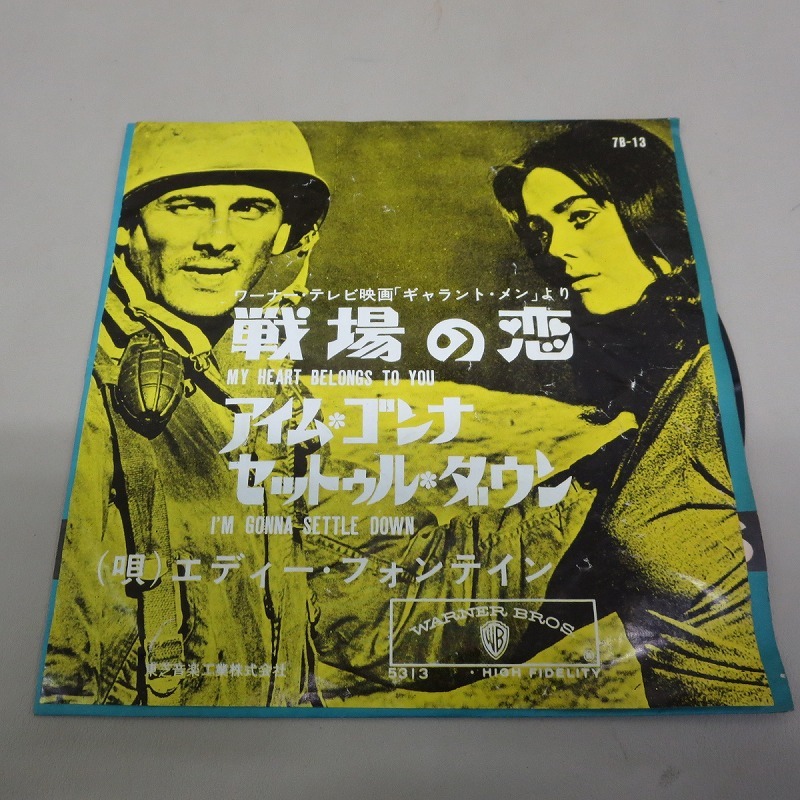 7B-13
ワーナー・テレビ映画「ギャラント・メン」より
戦場の恋
MY HEART BELONGS TO YOU
アイム*ゴンナ
セットゥル*ダウン
I'M GONNA SETTLE DOWN
(唄)エディー・フォンテイン
WARNER BROS
WB
5313 · HIGH FIDELITY
東芝音楽工業株式会社